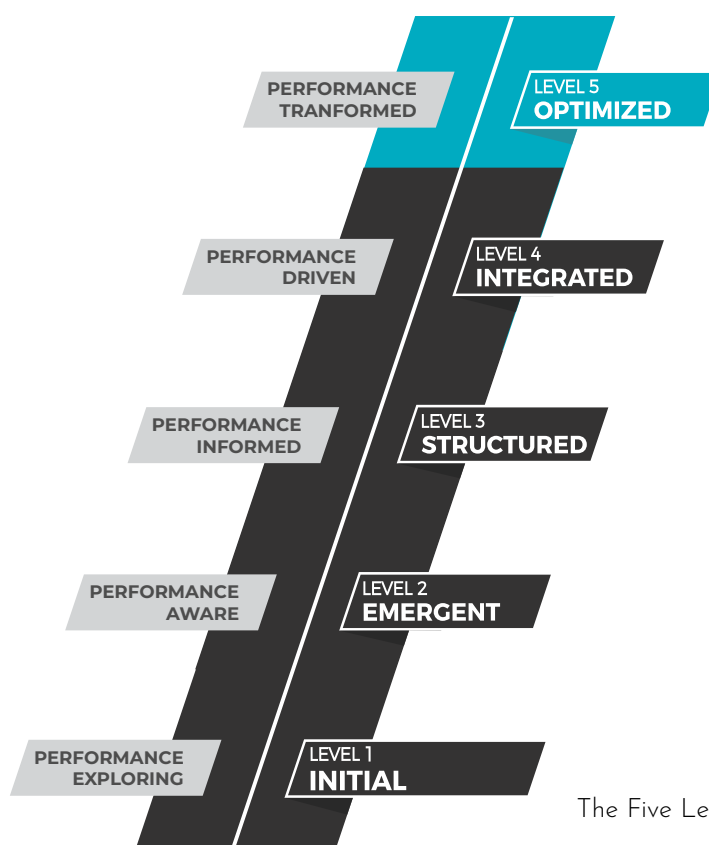 PERFORMANCE
TRANFORMED
LEVEL 5
OPTIMIZED
PERFORMANCE
DRIVEN
LEVEL 4
INTEGRATED
PERFORMANCE
INFORMED
LEVEL 3
STRUCTURED
PERFORMANCE
AWARE
LEVEL 2
EMERGENT
PERFORMANCE
EXPLORING
LEVEL 1
INITIAL
The Five Le